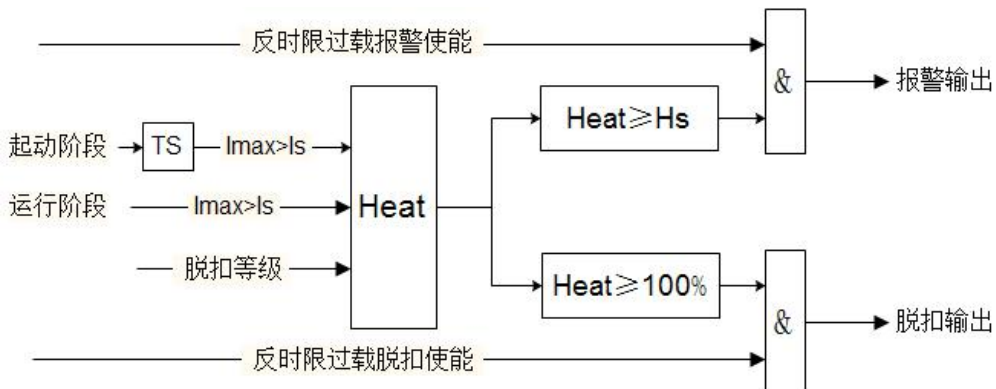 反时限过载报警使能
&
报警输出
起动阶段
TS
Imax>Is
Heat≥Hs
运行阶段
Imax>Is
Heat
脱扣等级
Heat≥100%
&
脱扣输出
反时限过载脱扣使能